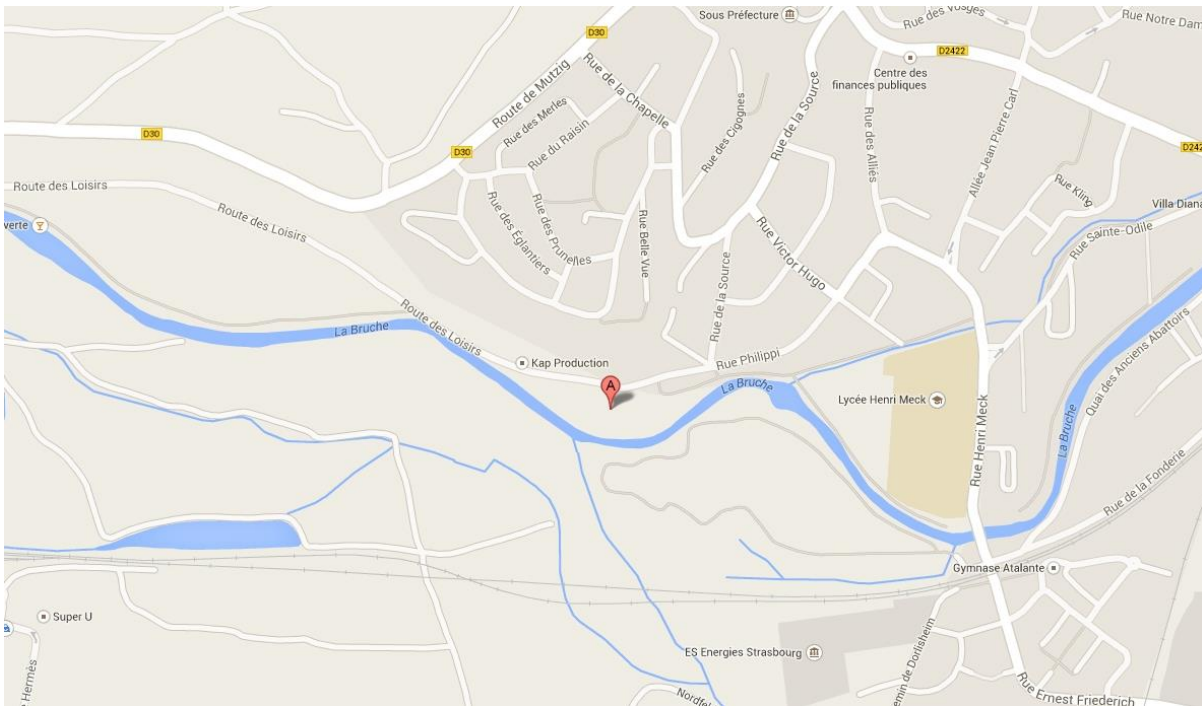 Sous Préfecture
Rue des Vosges
Rue Notre Dam
D30
D2422
Centre des
finances publiques
Route de Mutzig
Rue de la Chapelle
Rue des Cigognes
Rue de la Source
Rue des Alliés
Allée Jean Pierre Carl
D30
D30
D242
Rue des Merles
Rue du Raisin
Rue Kling
Route des Loisirs
Route des Loisirs
Villa Diana
verte
Rue des Églantiers
Rue des Prunelles
Rue Belle Vue
Rue Victor Hugo
Rue Sainte-Odile
Rue de la Source
La Bruche
Route des Loisirs
Kap Production
Rue Philippi
A
La Bruche
Lycée Henri Meck
Rue Henri Meck
La Bruche
Quai des Anciens Abattoirs
Rue de la Fonderie
Gymnase Atalante
Super U
ES Energies Strasbourg
emin de Dorlisheim
e Hermès
Nordfel
Rue Ernest Friederich